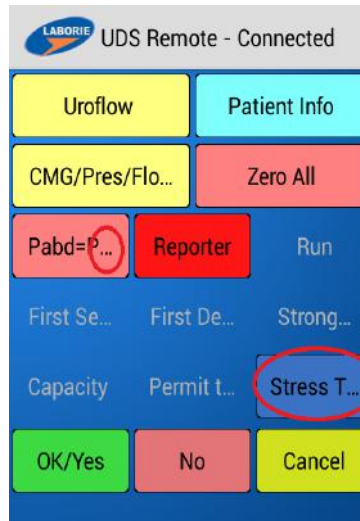 LABORIE UDS Remote - Connected
Uroflow Patient Info
CMG/Pres/Flo... Zero All
Pabd=P... Reporter Run
First Se... First De... Strong...
Capacity Permit t... Stress T...
OK/Yes No Cancel